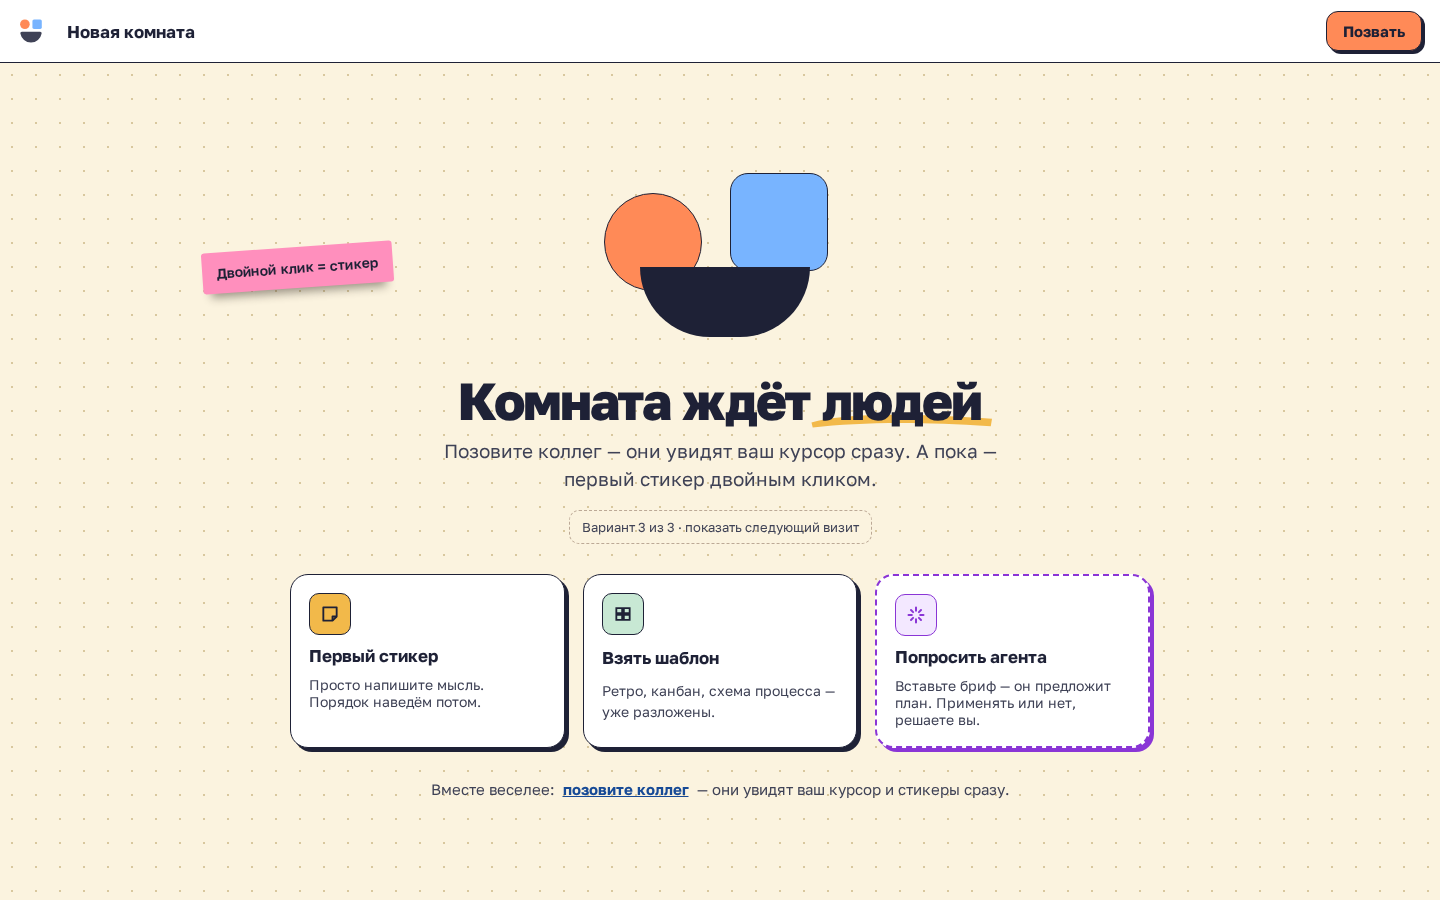 Новая комната
Позвать
Двойной клик = стикер
Комната ждёт людей
Позовите коллег — они увидят ваш курсор сразу. А пока —
первый стикер двойным кликом.
Вариант 3 из 3 · показать следующий визит
Первый стикер
Просто напишите мысль.
Порядок наведём потом.
Взять шаблон
Ретро, канбан, схема процесса —
уже разложены.
Попросить агента
Вставьте бриф — он предложит
план. Применять или нет,
решаете вы.
Вместе веселее: позовите коллег — они увидят ваш курсор и стикеры сразу.